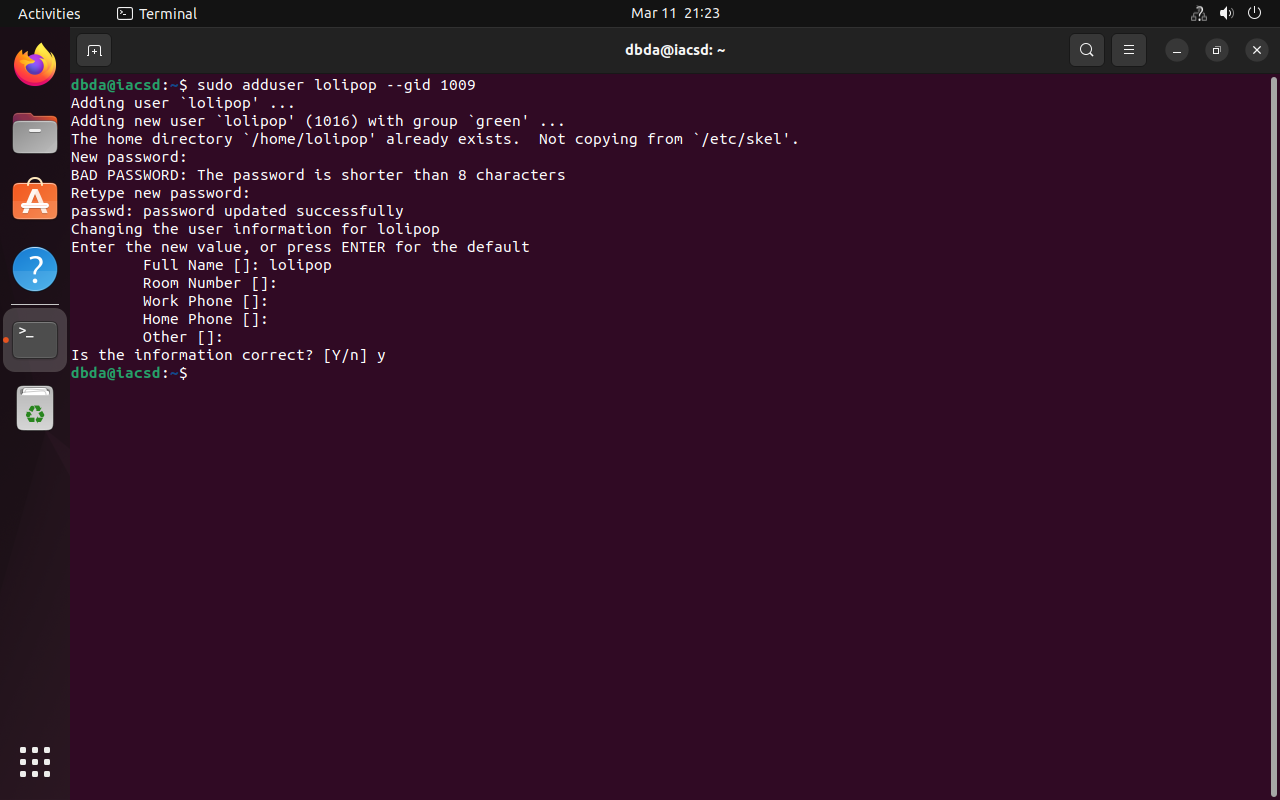 Activities Terminal Mar 11 21:23
dbda@iacsd: ~
dbda@iacsd:~$ sudo adduser lolipop --gid 1009
Adding user `lolipop' ...
Adding new user `lolipop' (1016) with group `green' ...
The home directory `/home/lolipop' already exists.  Not copying from `/etc/skel'.
New password:
BAD PASSWORD: The password is shorter than 8 characters
Retype new password:
passwd: password updated successfully
Changing the user information for lolipop
Enter the new value, or press ENTER for the default
        Full Name []: lolipop
        Room Number []:
        Work Phone []:
        Home Phone []:
        Other []:
Is the information correct? [Y/n] y
dbda@iacsd:~$